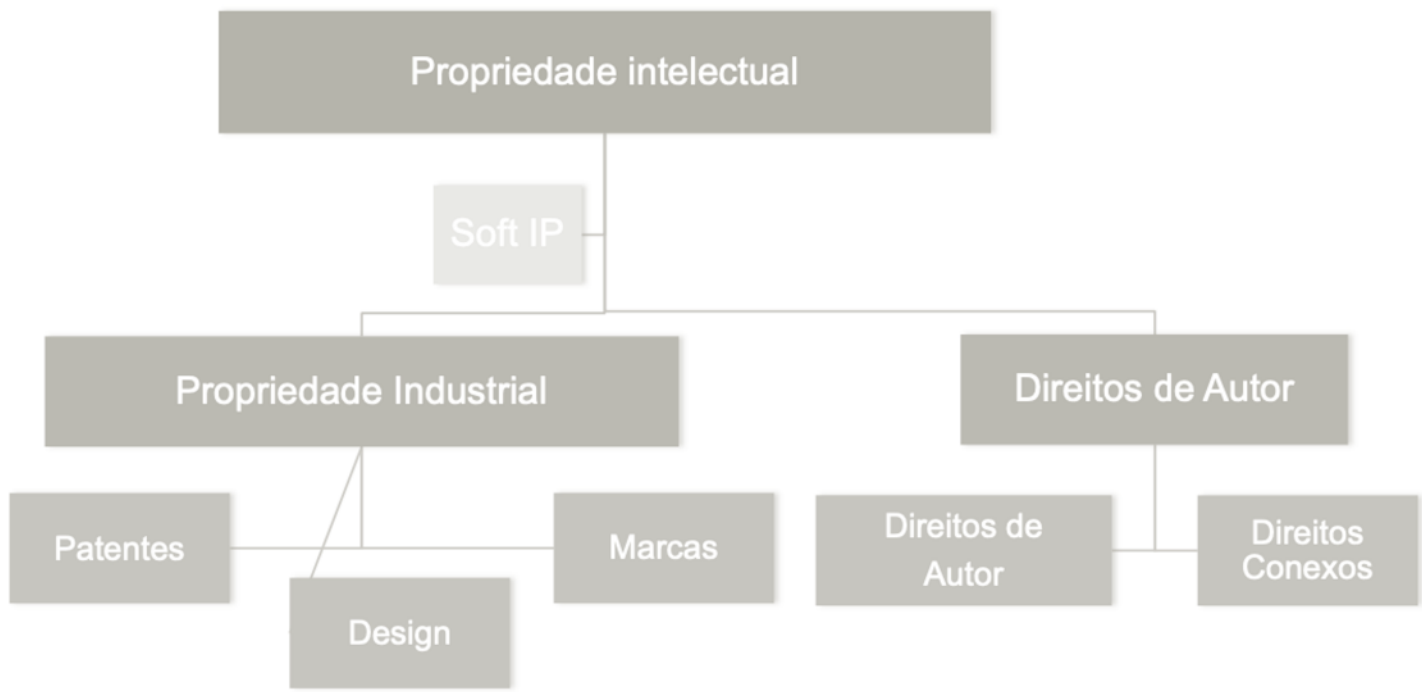 Propriedade intelectual
Soft IP
Propriedade Industrial
Direitos de Autor
Patentes
Design
Marcas
Direitos de
Autor
Direitos
Conexos